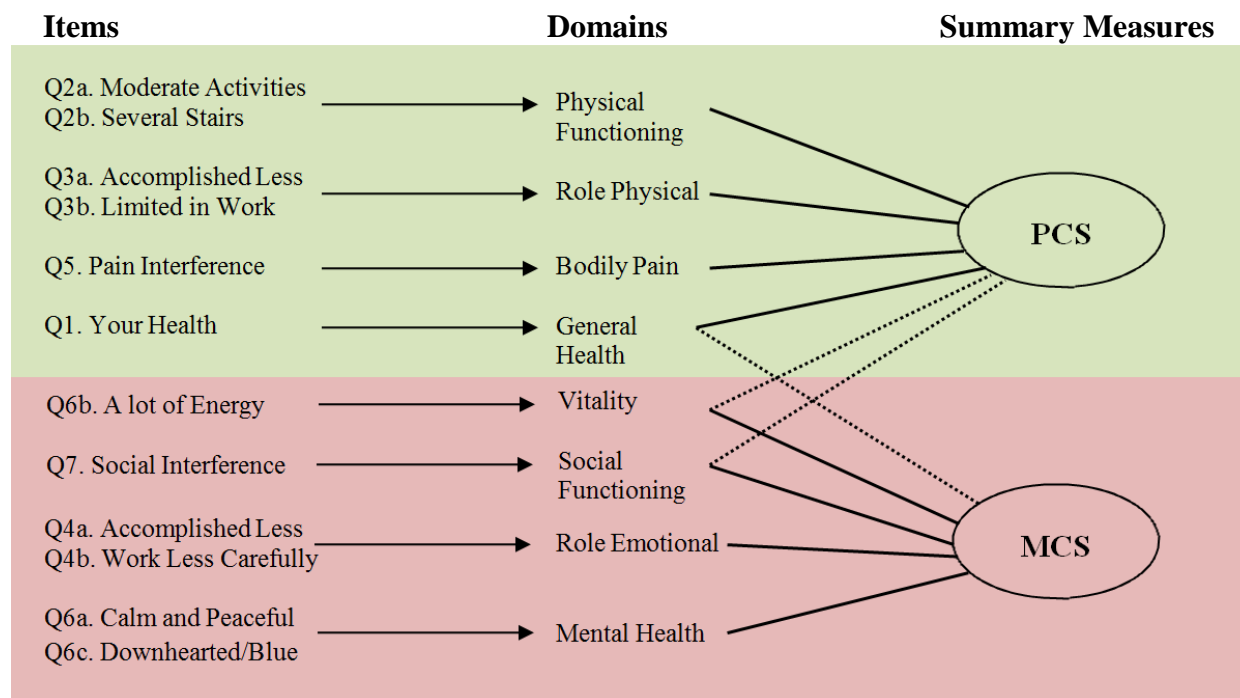 Items Domains Summary Measures
Q2a. Moderate Activities
Q2b. Several Stairs
Physical
Functioning
Q3a. Accomplished Less
Q3b. Limited in Work
Role Physical
PCS
Q5. Pain Interference
Bodily Pain
Q1. Your Health
General
Health
Q6b. A lot of Energy
Vitality
Q7. Social Interference
Social
Functioning
Q4a. Accomplished Less
Q4b. Work Less Carefully
Role Emotional
MCS
Q6a. Calm and Peaceful
Q6c. Downhearted/Blue
Mental Health